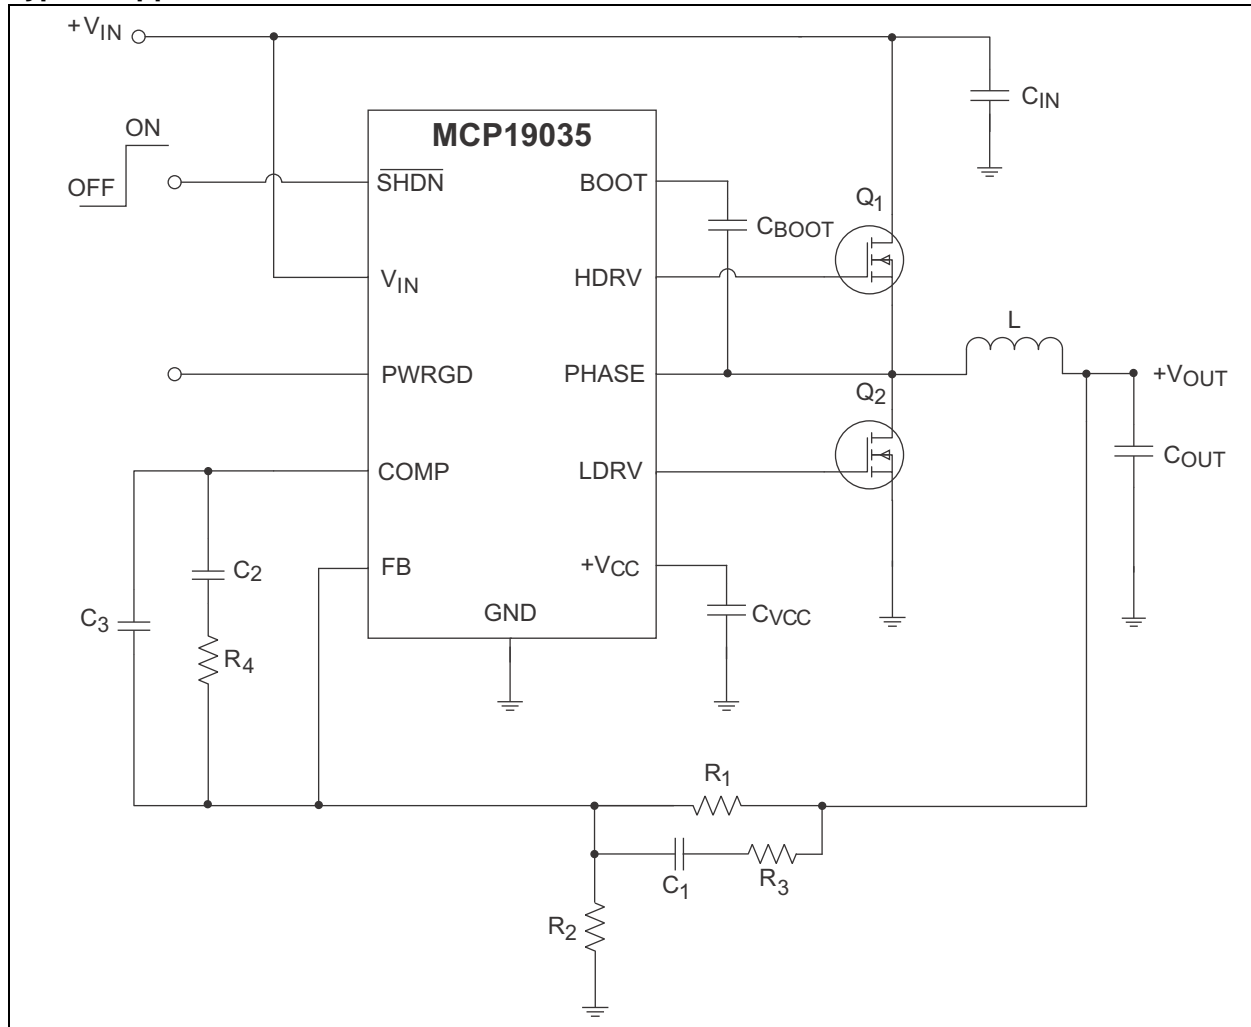 +VIN
CIN
MCP19035
ON
OFF
SHDN
BOOT
Q1
CBOOT
VIN
HDRV
L
PWRGD
PHASE
+VOUT
Q2
COMP
LDRV
COUT
C2
FB
+VCC
C3
GND
CVCC
R4
R1
C1
R3
R2